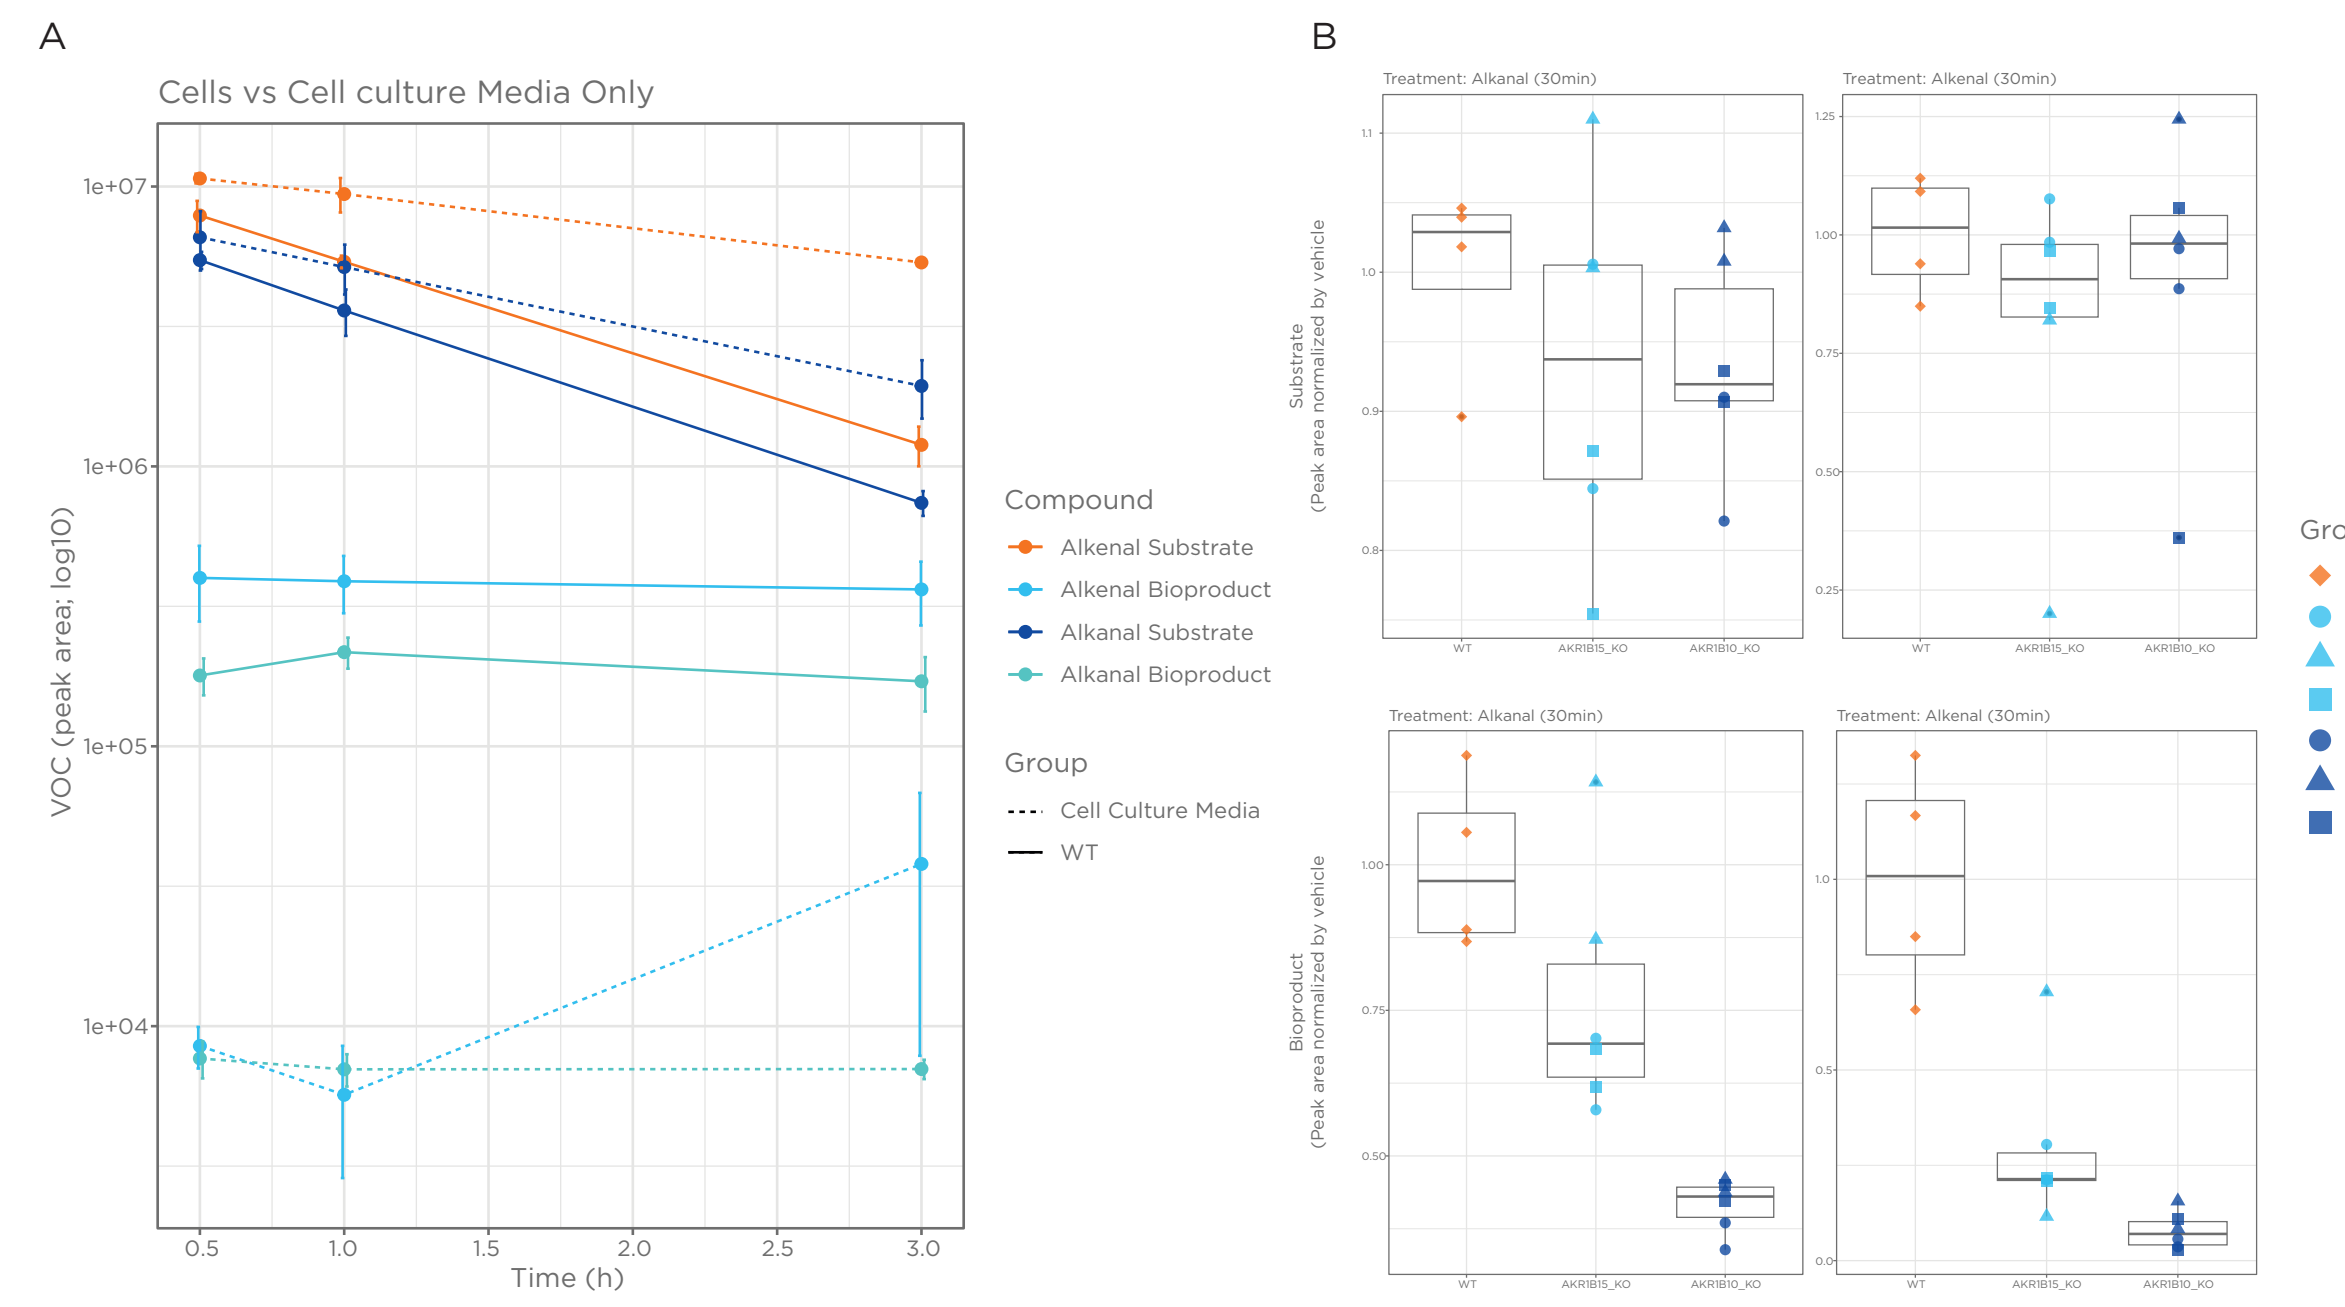 A
Cells vs Cell culture Media Only
VOC (peak area; log10)
1e+07
1e+06
1e+05
1e+04
0.5 1.0 1.5 2.0 2.5 3.0
Time (h)
Compound
Alkenal Substrate
Alkenal Bioproduct
Alkanal Substrate
Alkanal Bioproduct
Group
Cell Culture Media
WT
B
Treatment: Alkanal (30min)
Substrate
(Peak area normalized by vehicle
1.1
1.0
0.9
0.8
WT AKR1B15_KO AKR1B10_KO
Treatment: Alkenal (30min)
1.25
1.00
0.75
0.50
0.25
WT AKR1B15_KO AKR1B10_KO
Treatment: Alkanal (30min)
Bioproduct
(Peak area normalized by vehicle
1.00
0.75
0.50
WT AKR1B15_KO AKR1B10_KO
Treatment: Alkenal (30min)
1.0
0.5
0.0
WT AKR1B15_KO AKR1B10_KO